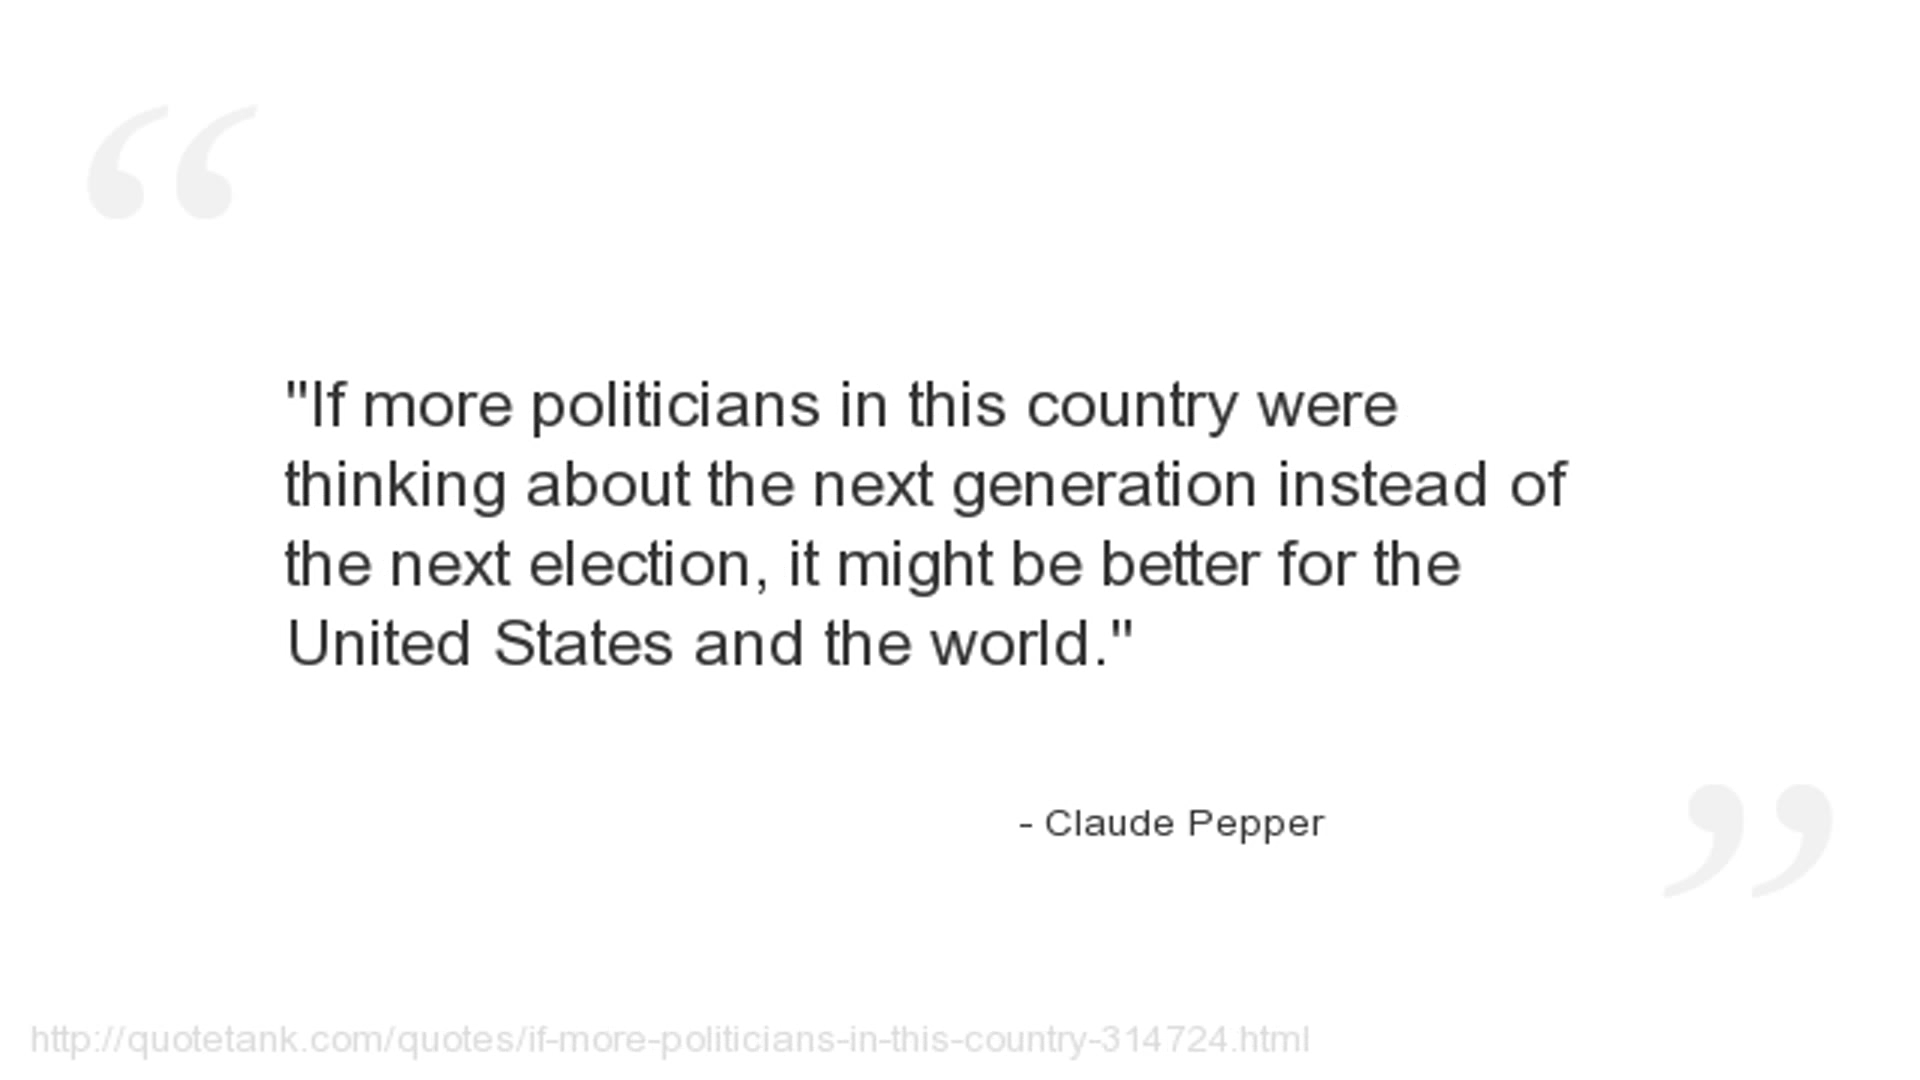 "If more politicians in this country were
thinking about the next generation instead of
the next election, it might be better for the
United States and the world."
- Claude Pepper
http://quotetank.com/quotes/if-more-politicians-in-this-country-314724.html